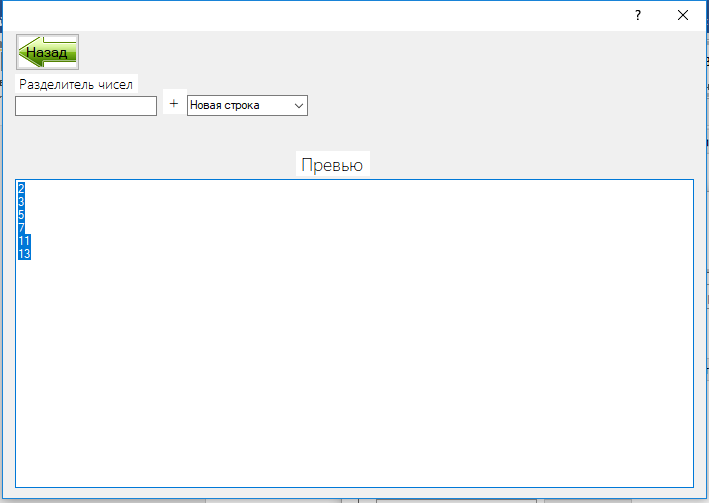 ?
Назад
Разделитель чисел
+ Новая строка
Превью
2
3
5
7
11
13